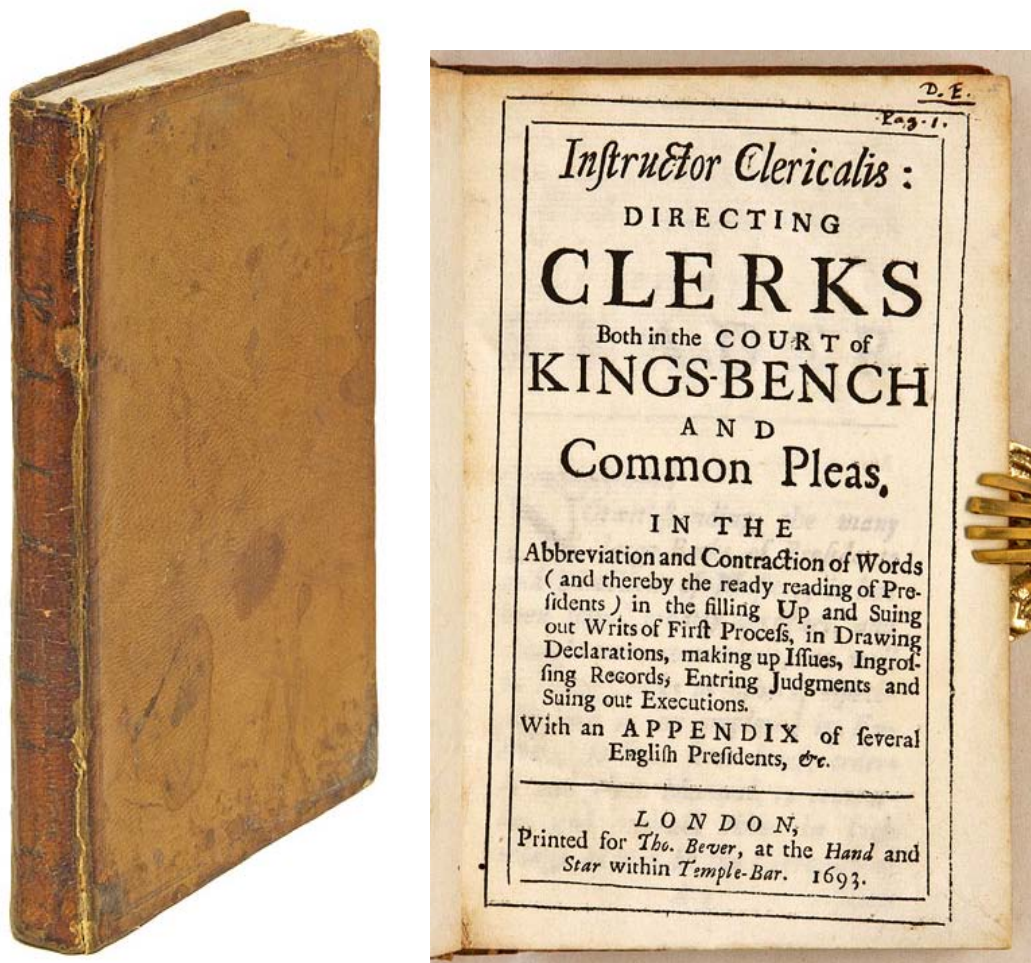 D. E.
Pag. 1.
Inſtructor Clericalis :
DIRECTING
CLERKS
Both in the COURT of
KINGS-BENCH
AND
Common Pleas,
IN THE
Abbreviation and Contraction of Words
( and thereby the ready reading of Pre-
ſidents ) in the filling Up and Suing
out Writs of Firſt Proceſs, in Drawing
Declarations, making up Iſſues, Ingroſ-
ſing Records, Entring Judgments and
Suing out Executions.
With an APPENDIX of ſeveral
Engliſh Preſidents, &c.
LONDON,
Printed for Tho. Bever, at the Hand and
Star within Temple-Bar. 1693.